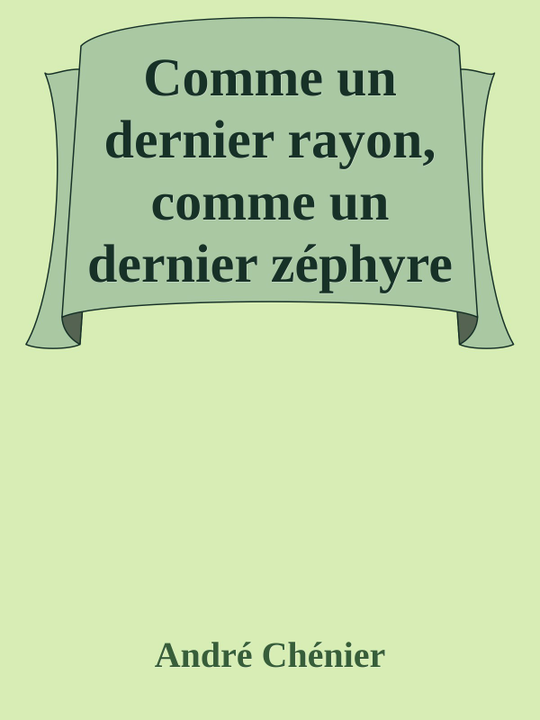 Comme un
dernier rayon,
comme un
dernier zéphyre
André Chénier